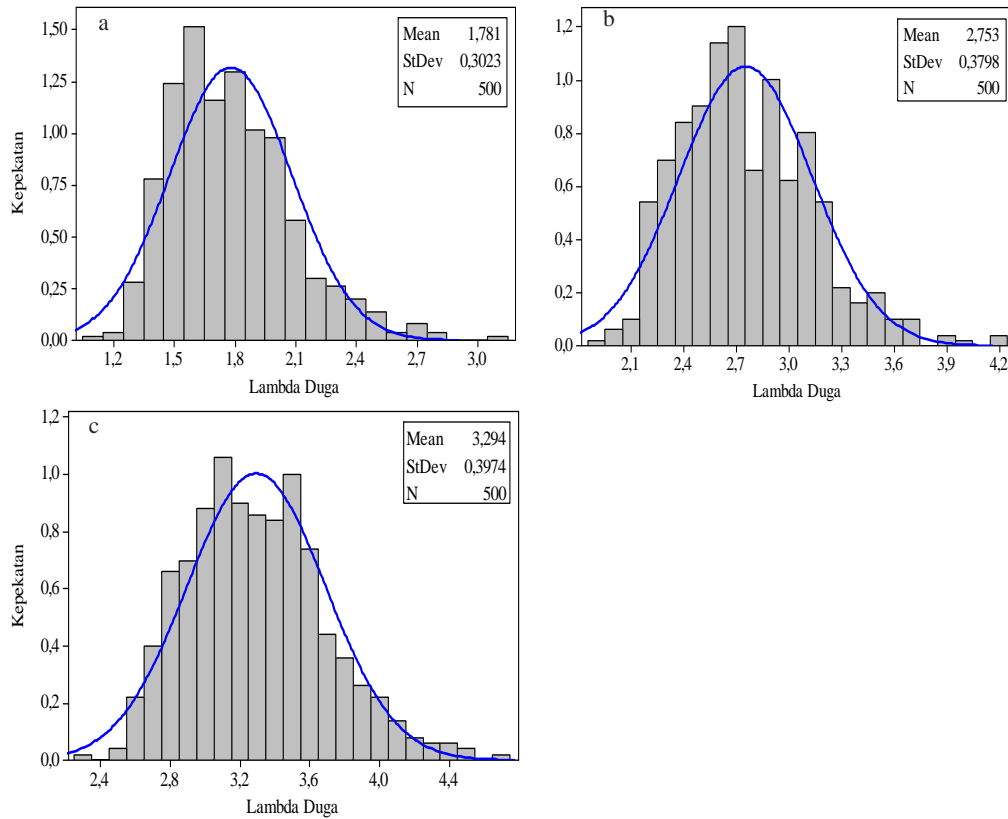 a
Mean 1,781
StDev 0,3023
N 500
1,50
1,25
1,00
0,75
0,50
0,25
0,00
Kepekatan
1,2 1,5 1,8 2,1 2,4 2,7 3,0
Lambda Duga
b
Mean 2,753
StDev 0,3798
N 500
1,2
1,0
0,8
0,6
0,4
0,2
0,0
2,1 2,4 2,7 3,0 3,3 3,6 3,9 4,2
Lambda Duga
c
Mean 3,294
StDev 0,3974
N 500
1,2
1,0
0,8
0,6
0,4
0,2
0,0
Kepekatan
2,4 2,8 3,2 3,6 4,0 4,4
Lambda Duga